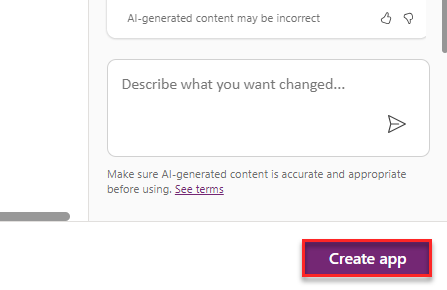 AI-generated content may be incorrect
Describe what you want changed...
Make sure AI-generated content is accurate and appropriate
before using. See terms
Create app